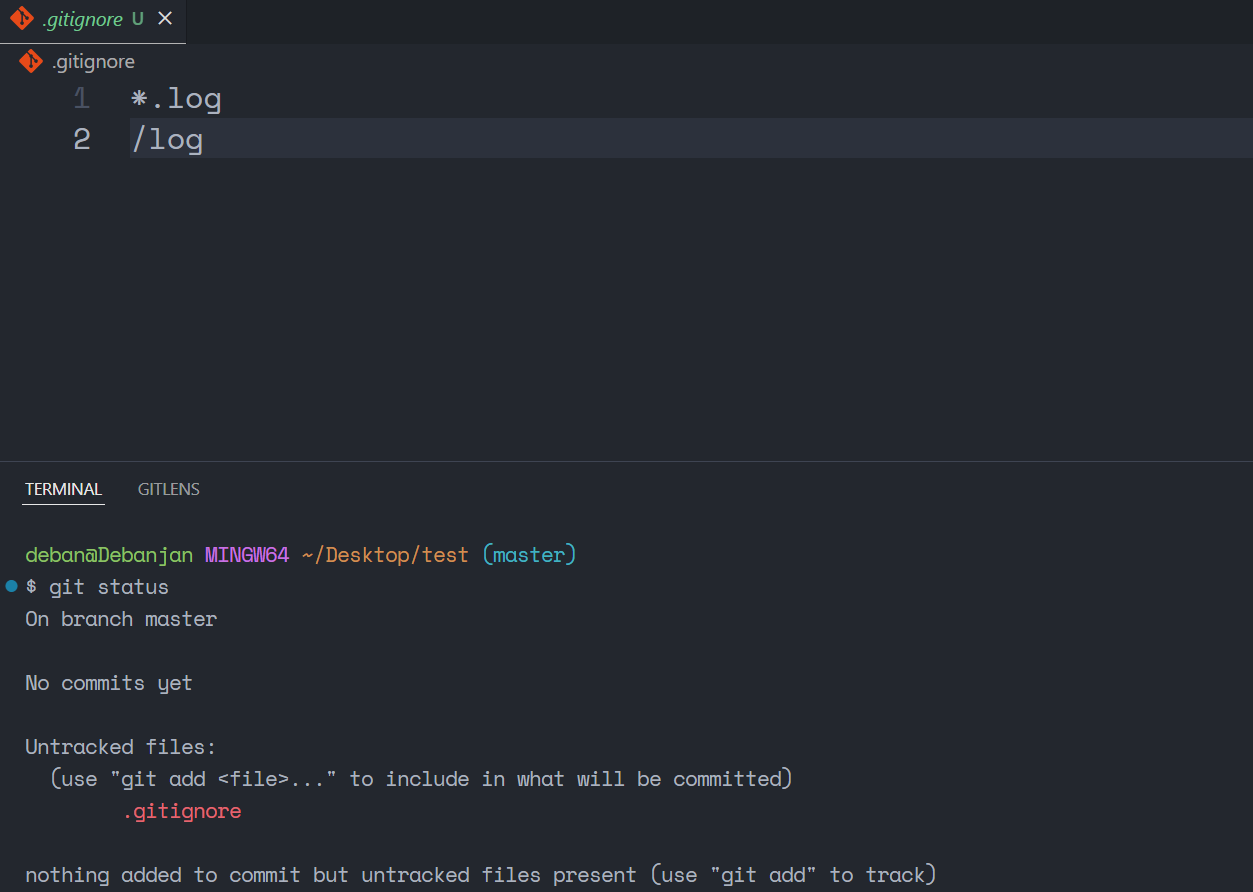 .gitignore U
.gitignore
1 *.log
2 /log
TERMINAL GITLENS
deban@Debanjan MINGW64 ~/Desktop/test (master)
$ git status
On branch master
No commits yet
Untracked files:
(use "git add <file>..." to include in what will be committed)
.gitignore
nothing added to commit but untracked files present (use "git add" to track)